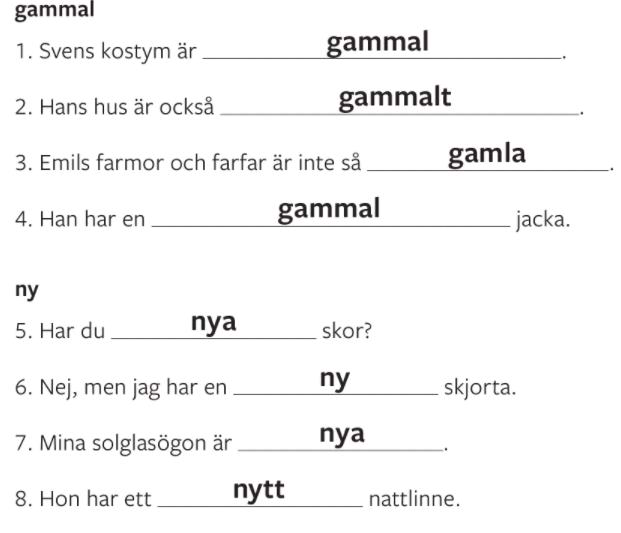 gammal
1. Svens kostym är gammal.
2. Hans hus är också gammalt.
3. Emils farmor och farfar är inte så gamla.
4. Han har en gammal jacka.
ny
5. Har du nya skor?
6. Nej, men jag har en ny skjorta.
7. Mina solglasögon är nya.
8. Hon har ett nytt nattlinne.